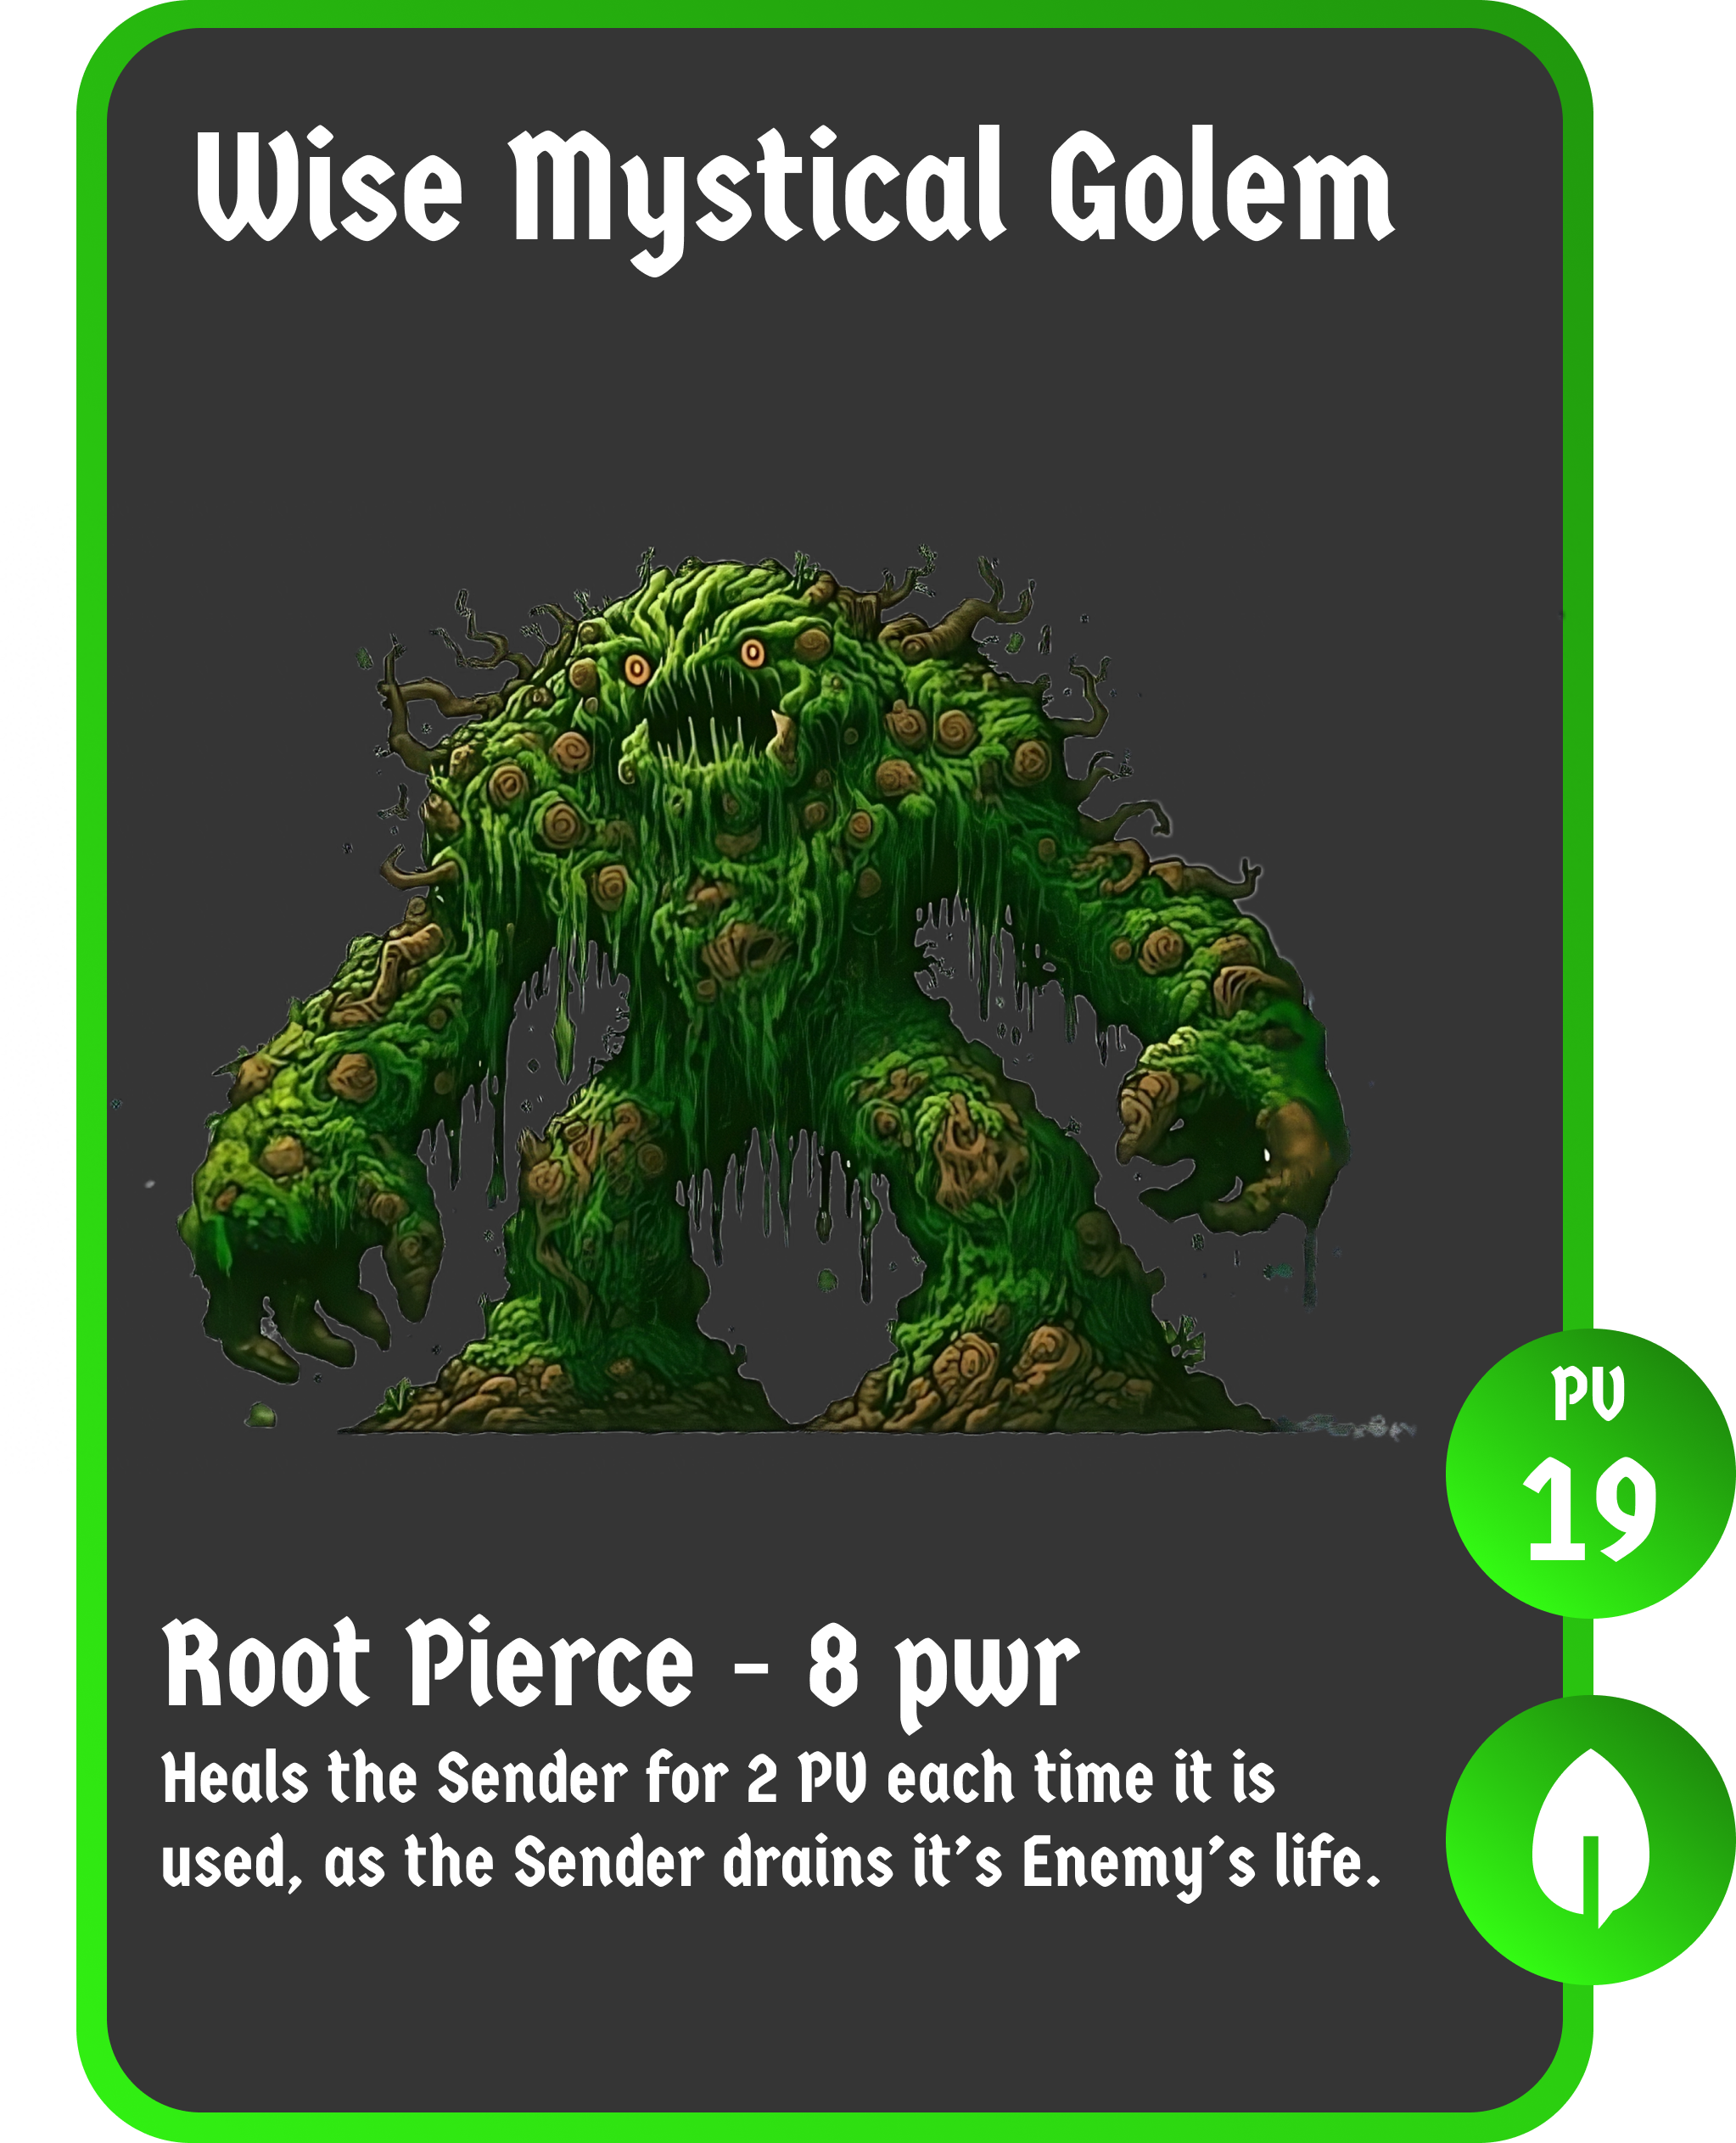 Wise Mystical Golem
PV
19
Root Pierce - 8 pwr
Heals the Sender for 2 PV each time it is
used, as the Sender drains it's Enemy's life.